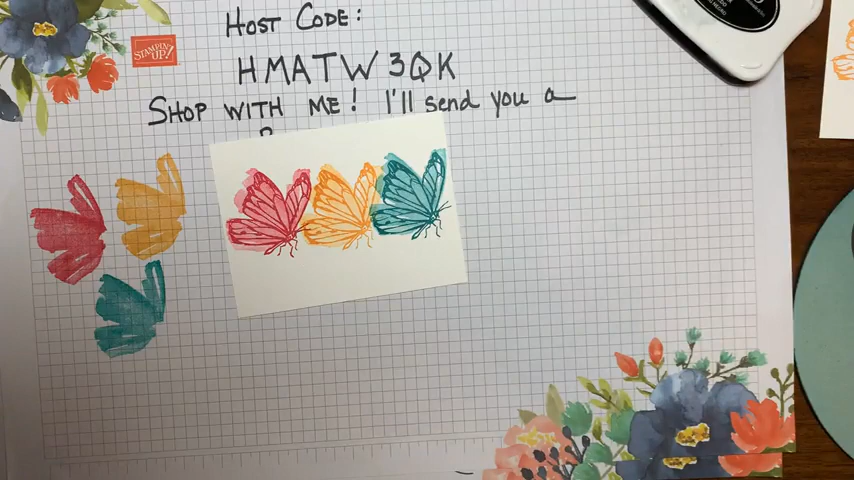 HOST CODE:
STAMPIN' UP!
HMATW3QK
SHOP WITH ME! I'll send you a